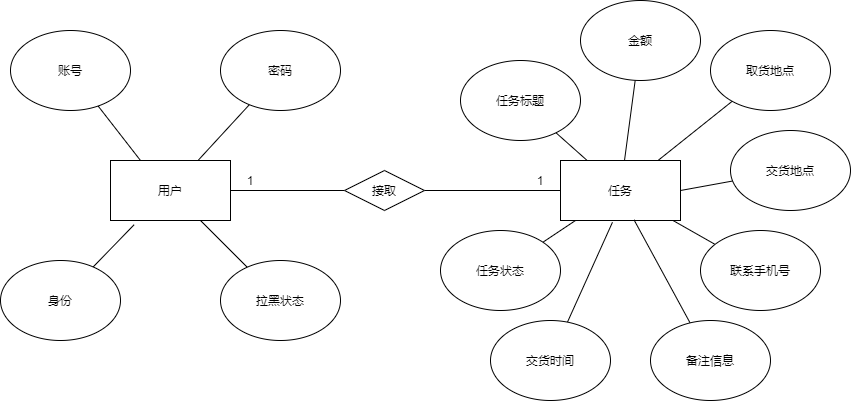 金额
账号
密码
取货地点
任务标题
交货地点
1
1
用户
接取
任务
任务状态
联系手机号
身份
拉黑状态
交货时间
备注信息